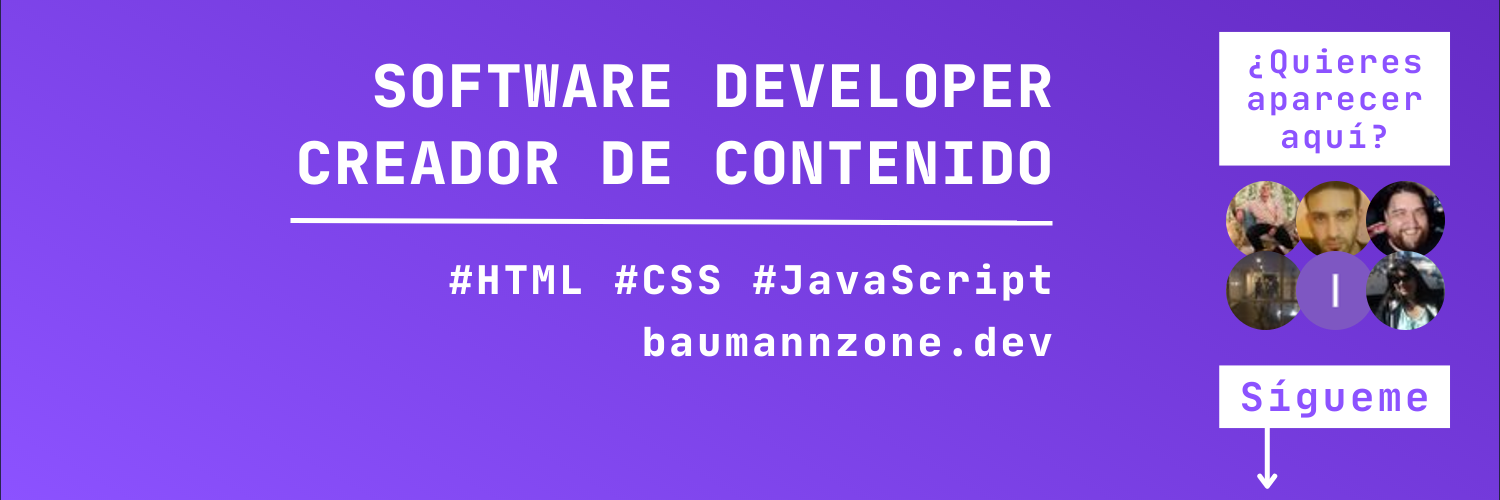 SOFTWARE DEVELOPER
CREADOR DE CONTENIDO
#HTML #CSS #JavaScript
baumannzone.dev
¿Quieres
aparecer
aquí?
l
Sígueme